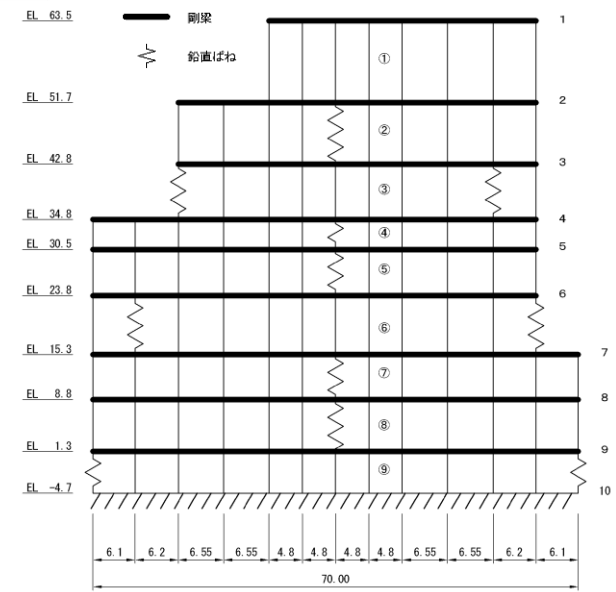 EL 63.5 剛梁 1
鉛直ばね ①
EL 51.7 2
②
EL 42.8 3
③
EL 34.8 4
④
EL 30.5 5
⑤
EL 23.8 6
⑥
EL 15.3 7
⑦
EL 8.8 8
⑧
EL 1.3 9
⑨
EL -4.7 10
6.1 6.2 6.55 6.55 4.8 4.8 4.8 4.8 6.55 6.55 6.2 6.1
70.00